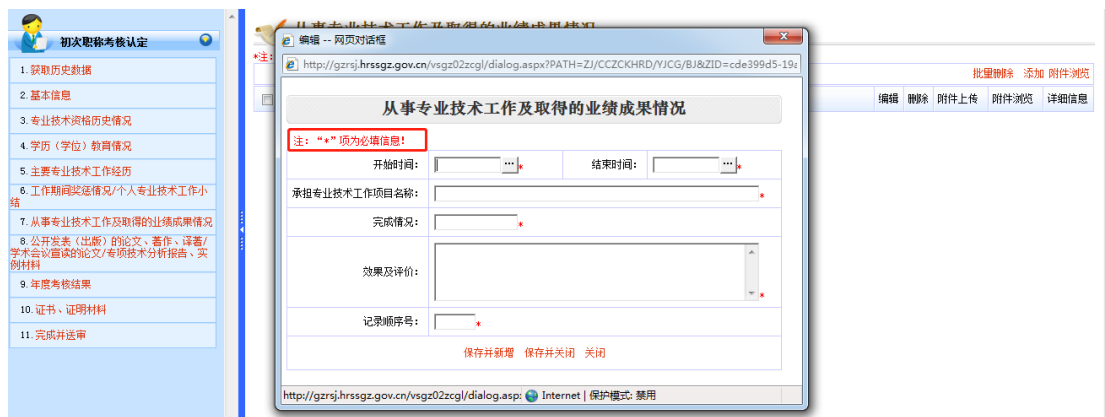 初次职称考核认定
1.获取历史数据
2.基本信息
3.专业技术资格历史情况
4.学历（学位）教育情况
5.主要专业技术工作经历
6.工作期间奖惩情况/个人专业技术工作小
结
7.从事专业技术工作及取得的业绩成果情况
8.公开发表（出版）的论文、著作、译著/
学术会议宣读的论文/专项技术分析报告、实
例材料
9.年度考核结果
10.证书、证明材料
11.完成并送审
从事专业技术工作及取得的业绩成果情况
*注:
批量删除 添加 附件浏览
编辑 删除 附件上传 附件浏览 详细信息
编辑 -- 网页对话框
http://gzrsj.hrssgz.gov.cn/vsgz02zcgl/dialog.aspx?PATH=ZJ/CCZCKHRD/YJCG/BJ&ZID=cde399d5-19a
从事专业技术工作及取得的业绩成果情况
注：“*”项为必填信息!
开始时间: ... * 结束时间: ... *
承担专业技术工作项目名称: *
完成情况: *
效果及评价: *
记录顺序号: *
保存并新增 保存并关闭 关闭
http://gzrsj.hrssgz.gov.cn/vsgz02zcgl/dialog.asp: Internet | 保护模式: 禁用